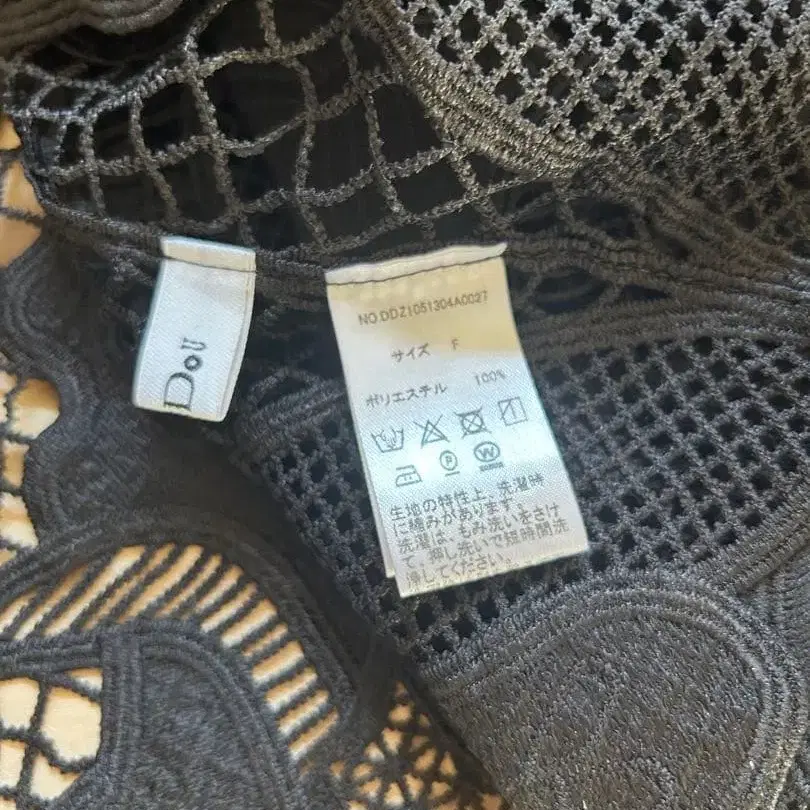 DoU
NO.DDZ1051304A0027
サイズ F
ポリエステル 100%
P W
生地の特性上、洗濯時
に縮みがあります。
洗濯は、もみ洗いをさけ
て、押し洗いで短時間洗
浄してください。